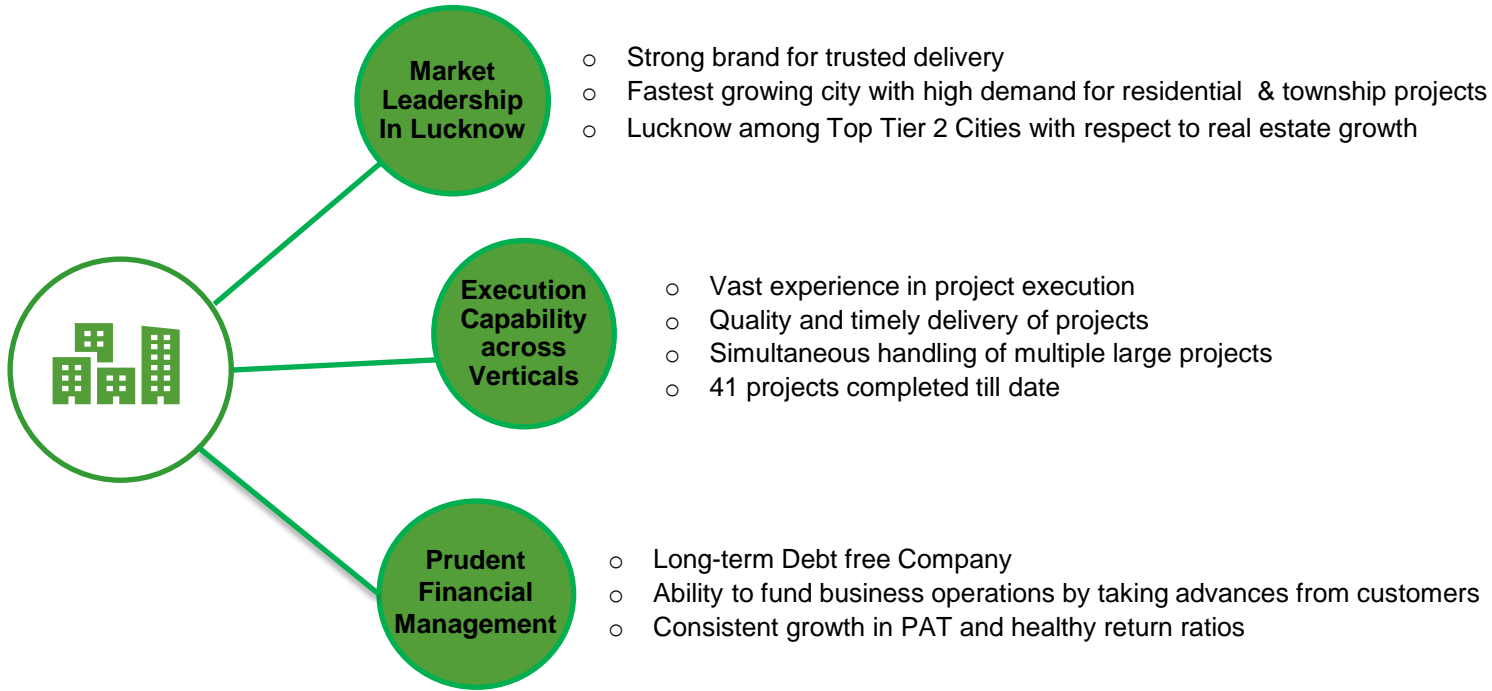 Market
Leadership
In Lucknow
o Strong brand for trusted delivery
o Fastest growing city with high demand for residential & township projects
o Lucknow among Top Tier 2 Cities with respect to real estate growth
Execution
Capability
across
Verticals
o Vast experience in project execution
o Quality and timely delivery of projects
o Simultaneous handling of multiple large projects
o 41 projects completed till date
Prudent
Financial
Management
o Long-term Debt free Company
o Ability to fund business operations by taking advances from customers
o Consistent growth in PAT and healthy return ratios